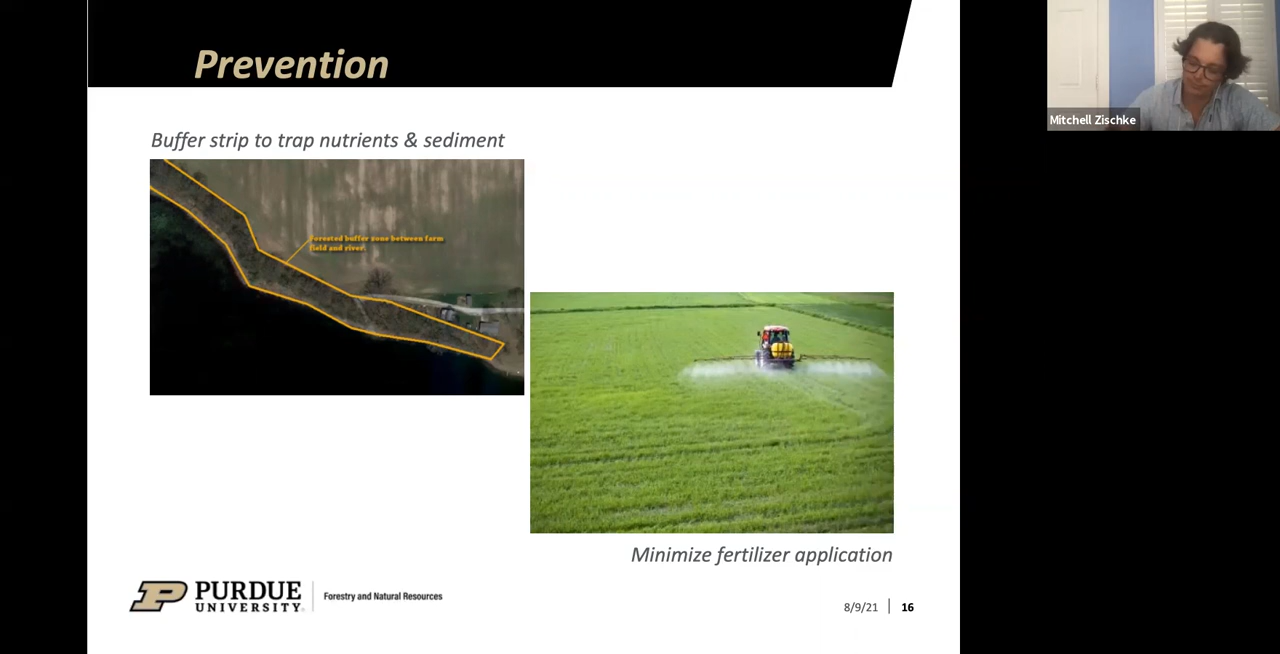 Prevention
Mitchell Zischke
Buffer strip to trap nutrients & sediment
Forested buffer zone between farm
field and river.
Minimize fertilizer application
PURDUE
UNIVERSITY
Forestry and Natural Resources
8/9/21 | 16